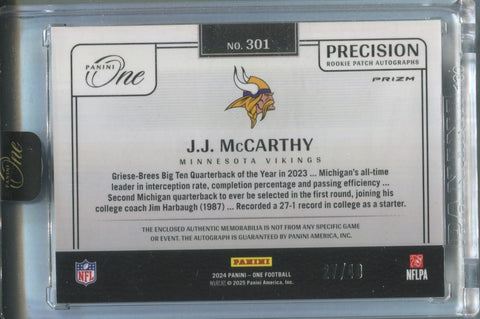 NO. 301
PANINI
One
PRECISION
ROOKIE PATCH AUTOGRAPHS
PRIZM
J.J. McCARTHY
MINNESOTA VIKINGS
Griese-Brees Big Ten Quarterback of the Year in 2023 ... Michigan's all-time
leader in interception rate, completion percentage and passing efficiency ...
Second Michigan quarterback to ever be selected in the first round, joining his
college coach Jim Harbaugh (1987) ... Recorded a 27-1 record in college as a starter.
THE ENCLOSED AUTHENTIC MEMORABILIA IS NOT FROM ANY SPECIFIC GAME
OR EVENT. THE AUTOGRAPH IS GUARANTEED BY PANINI AMERICA, INC.
NFL
PANINI
2024 PANINI – ONE FOOTBALL
© 2025 Panini America, Inc.
NFLPA
PANINI One